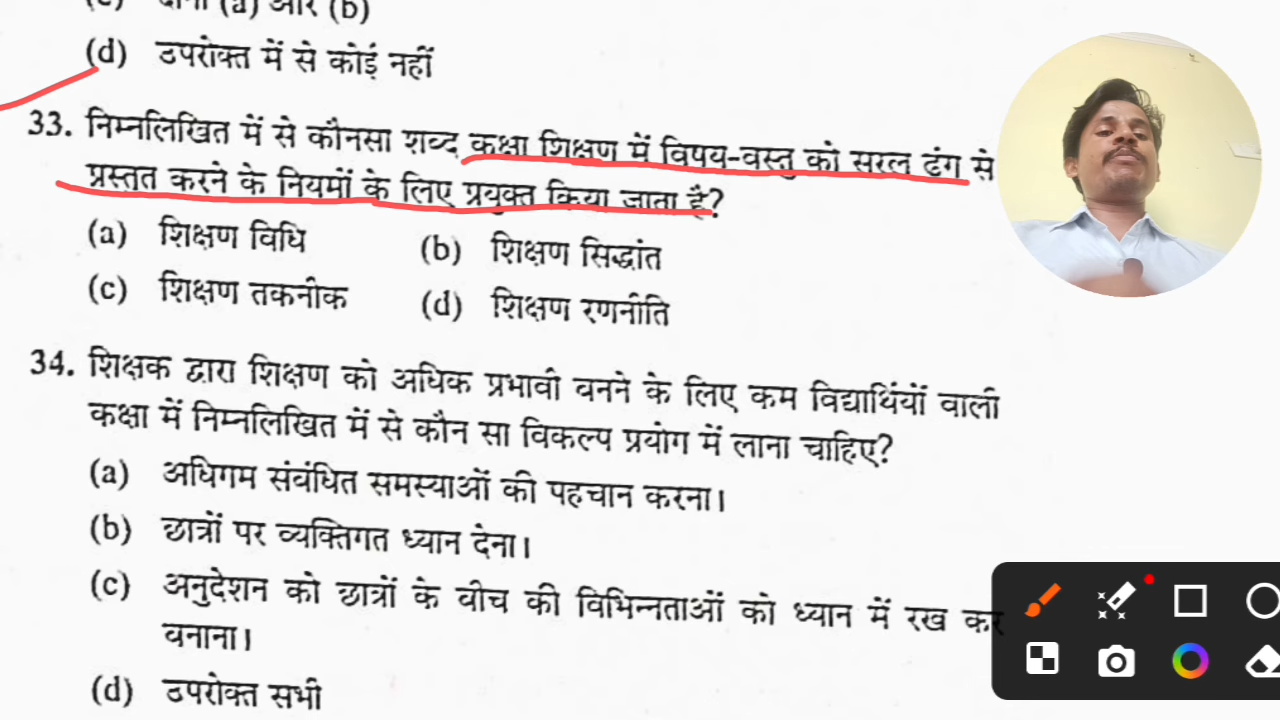 (c) दोनों (a) और (b)
(d) उपरोक्त में से कोई नहीं
33. निम्नलिखित में से कौनसा शब्द कक्षा शिक्षण में विषय-वस्तु को सरल ढंग से
प्रस्तुत करने के नियमों के लिए प्रयुक्त किया जाता है?
(a) शिक्षण विधि (b) शिक्षण सिद्धांत
(c) शिक्षण तकनीक (d) शिक्षण रणनीति
34. शिक्षक द्वारा शिक्षण को अधिक प्रभावी बनने के लिए कम विद्यार्थियों वाली
कक्षा में निम्नलिखित में से कौन सा विकल्प प्रयोग में लाना चाहिए?
(a) अधिगम संबंधित समस्याओं की पहचान करना।
(b) छात्रों पर व्यक्तिगत ध्यान देना।
(c) अनुदेशन को छात्रों के बीच की विभिन्नताओं को ध्यान में रख कर
बनाना।
(d) उपरोक्त सभी